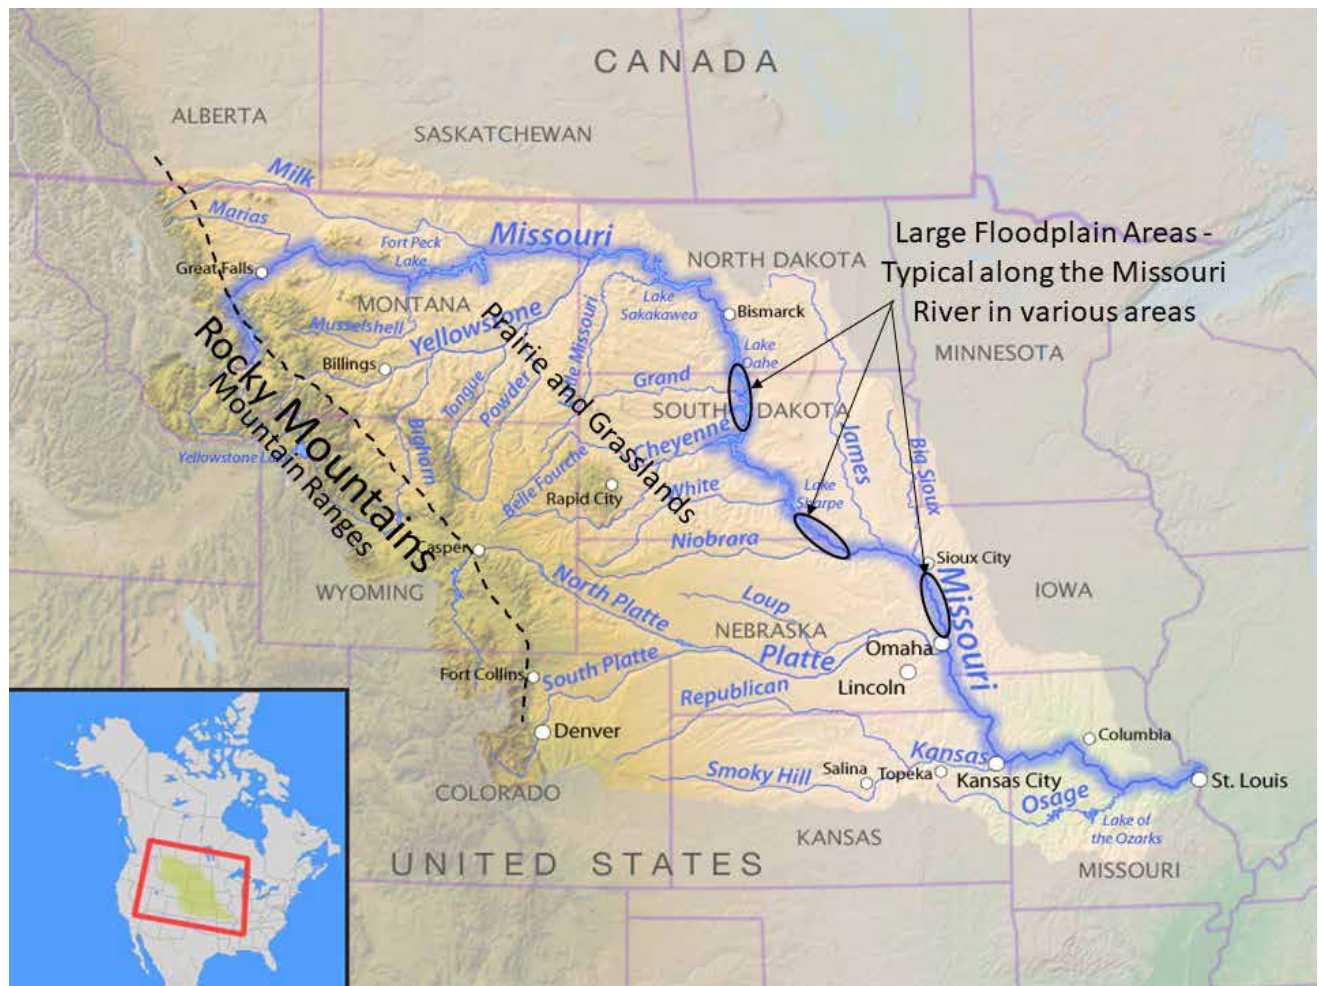 CANADA
ALBERTA
SASKATCHEWAN
Milk
Marias
Missouri
Fort Peck
Lake
Great Falls
MONTANA
Musselshell
Yellowstone
Billings
Large Floodplain Areas -
Typical along the Missouri
River in various areas
NORTH DAKOTA
Lake
Sakakawea
Bismarck
MINNESOTA
Lake
Oahe
Rocky Mountains
Mountain Ranges
Prairie and Grasslands
Tongue
Powder
Missouri
Grand
SOUTH DAKOTA
Cheyenne
Bighorn
Yellowstone
Belle Fourche
Rapid City
White
Lake
Sharpe
James
Big Sioux
Niobrara
Casper
Sioux City
WYOMING
IOWA
North Platte
Loup
NEBRASKA
Missouri
Platte
Omaha
Fort Collins
South Platte
Republican
Lincoln
Denver
Columbia
Kansas
Smoky Hill
Salina
Topeka
Kansas City
St. Louis
COLORADO
Osage
Lake of
the Ozarks
KANSAS
UNITED STATES
MISSOURI